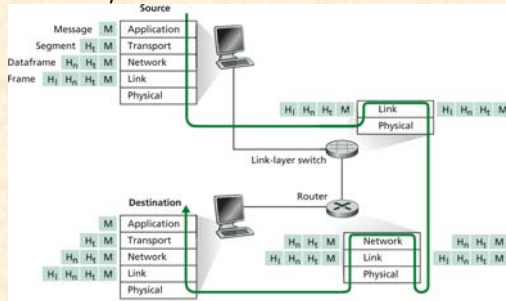 Source
Message M Application
Segment Ht M Transport
Dataframe Hn Ht M Network
Frame Hl Hn Ht M Link
Physical
Hl Hn Ht M Link Hl Hn Ht M
Physical
Link-layer switch
Router
Destination
M Application
Ht M Transport
Hn Ht M Network
Hl Hn Ht M Link
Physical
Hn Ht M Network Hn Ht M
Hl Hn Ht M Link Hl Hn Ht M
Physical